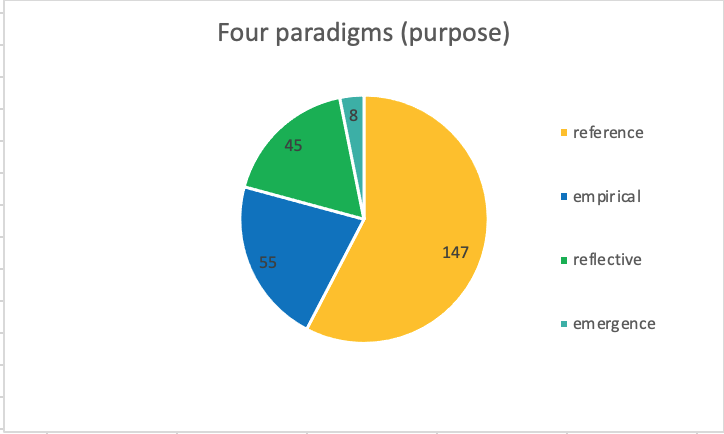 Four paradigms (purpose)
8
45
147
55
reference
empirical
reflective
emergence